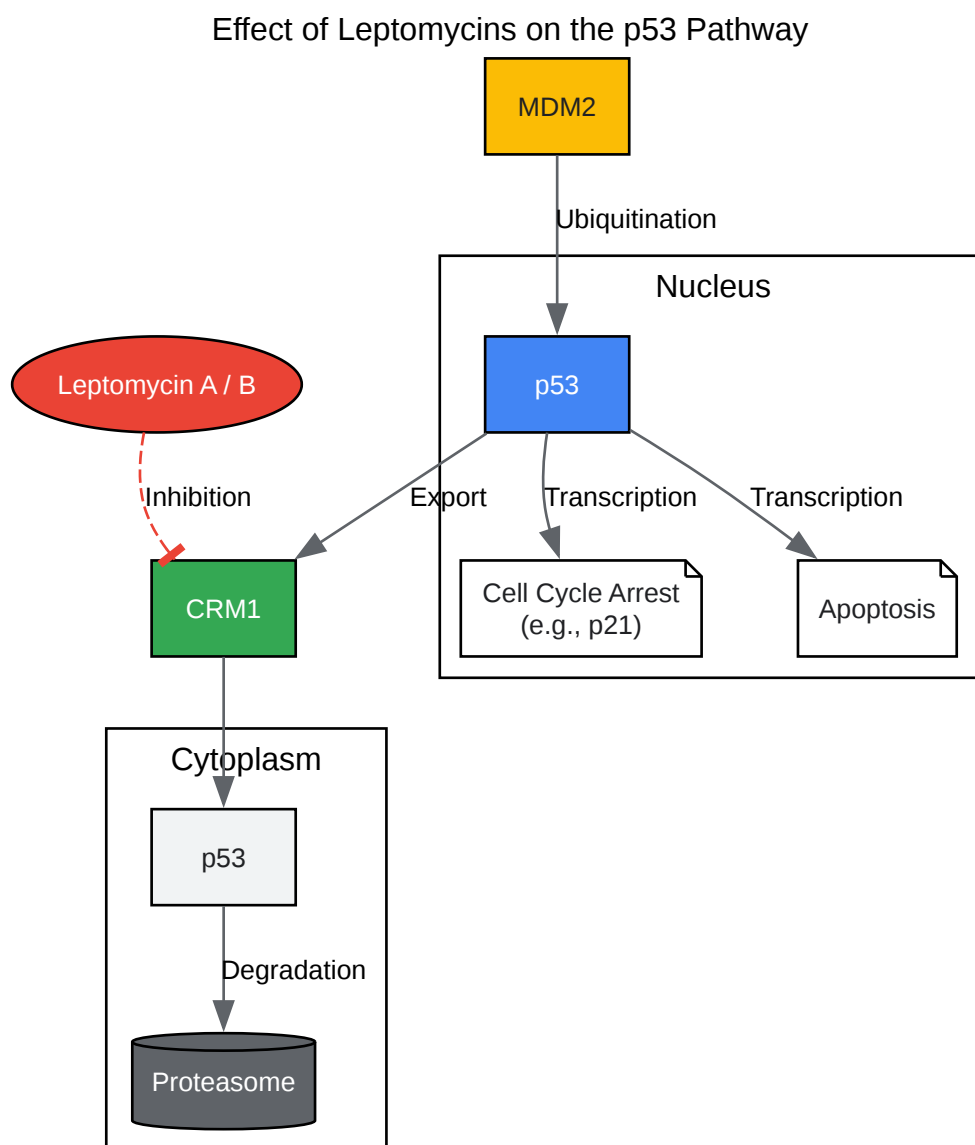 Effect of Leptomycins on the p53 Pathway
MDM2
Ubiquitination
Nucleus
Leptomycin A / B
p53
Inhibition
Export
Transcription
Transcription
CRM1
Cell Cycle Arrest
(e.g., p21)
Apoptosis
Cytoplasm
p53
Degradation
Proteasome